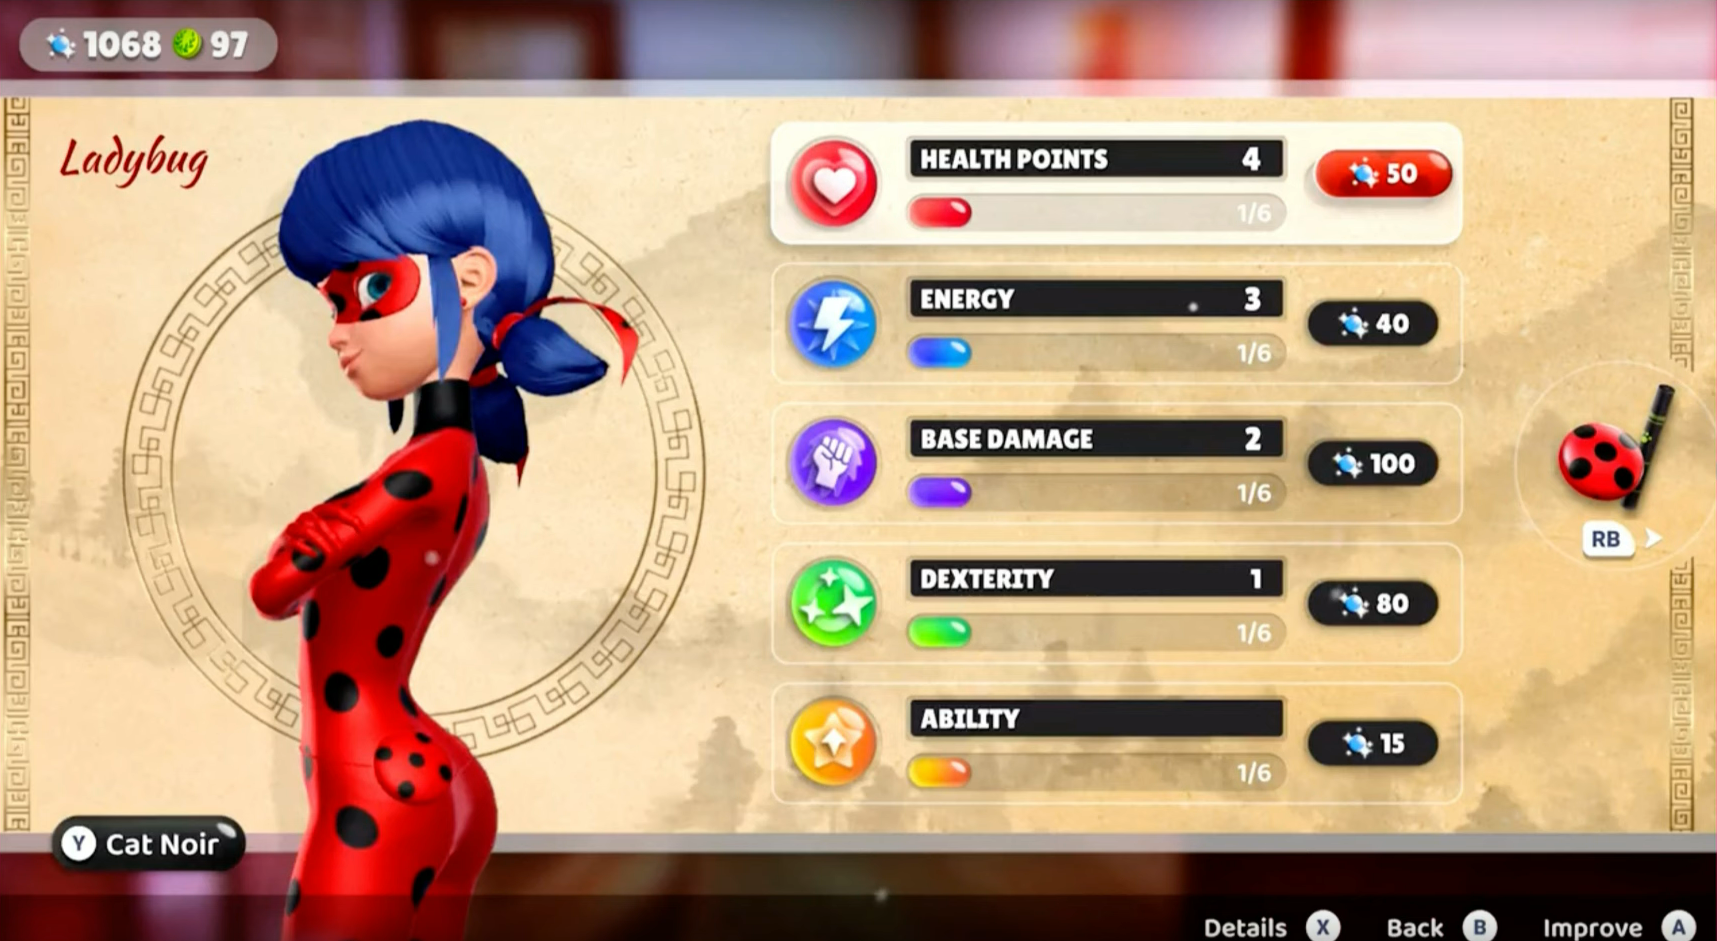 1068 97
Ladybug
HEALTH POINTS 4
1/6
50
ENERGY 3
1/6
40
BASE DAMAGE 2
1/6
100
DEXTERITY 1
1/6
80
ABILITY
1/6
15
RB
Y Cat Noir
Details X Back B Improve A